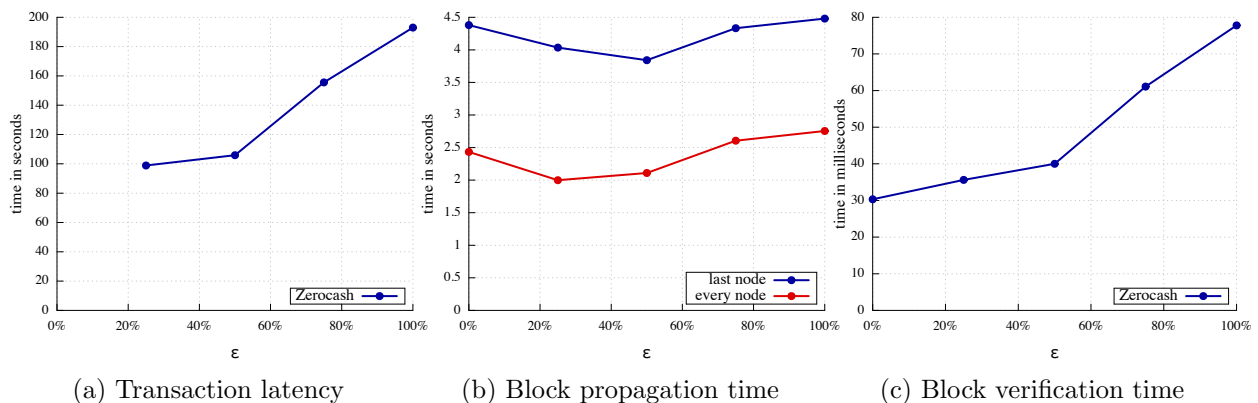 200
180
160
140
120
100
80
60
40
20
0
time in seconds
Zerocash
0% 20% 40% 60% 80% 100%
ε
(a) Transaction latency
4.5
4
3.5
3
2.5
2
1.5
1
0.5
0
time in seconds
last node
every node
0% 20% 40% 60% 80% 100%
ε
(b) Block propagation time
80
70
60
50
40
30
20
10
0
time in milliseconds
Zerocash
0% 20% 40% 60% 80% 100%
ε
(c) Block verification time